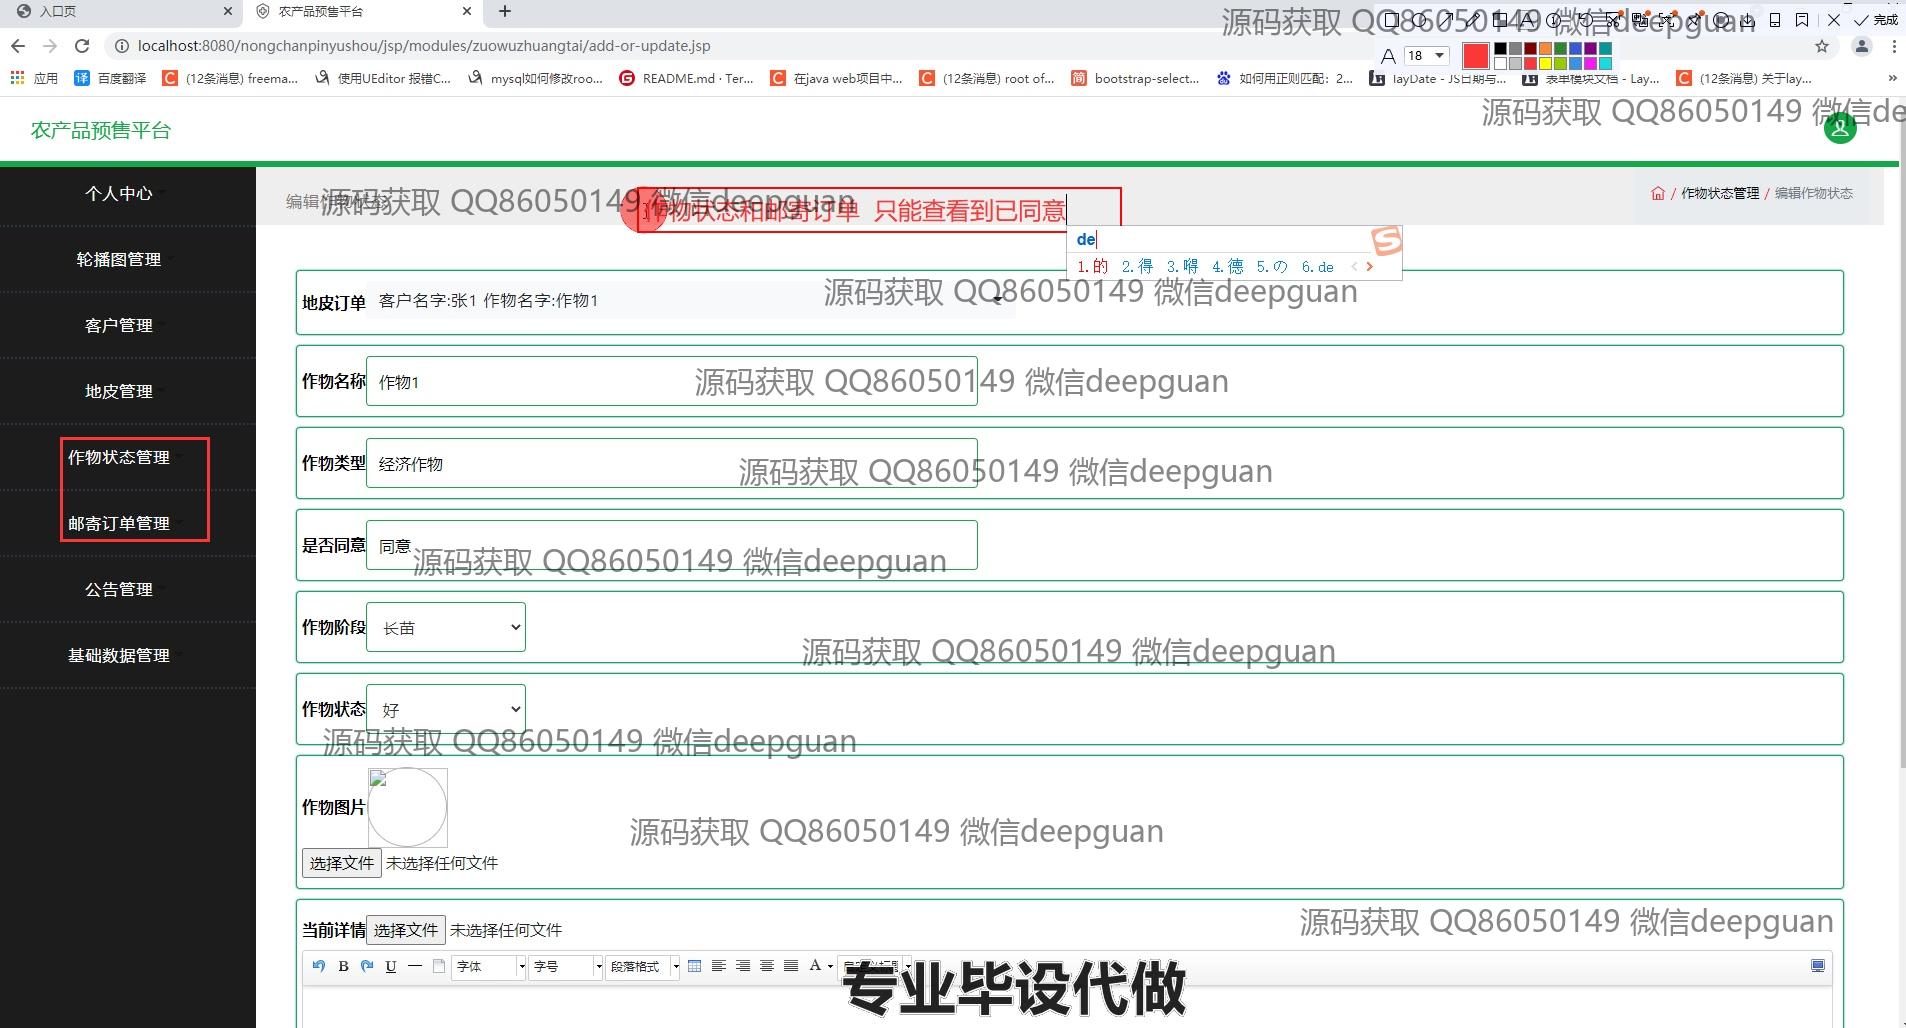 入口页
农产品预售平台
源码获取 QQ86050149 微信deepguan
完成
localhost:8080/nongchanpinyushou/jsp/modules/zuowuzhuangtai/add-or-update.jsp
18
应用
百度翻译
(12条消息) freema...
使用UEditor 报错C...
mysql如何修改roo...
README.md · Ter...
在java web项目中...
(12条消息) root of...
bootstrap-select...
如何用正则匹配：2...
layDate - JS日期与...
表单模块文档 - Lay...
(12条消息) 关于lay...
源码获取 QQ86050149 微信de
农产品预售平台
个人中心
轮播图管理
客户管理
地皮管理
作物状态管理
邮寄订单管理
公告管理
基础数据管理
编辑作物状态
源码获取 QQ86050149 微信deepguan
作物状态和邮寄订单 只能查看到已同意
作物状态管理 / 编辑作物状态
de
1.的 2.得 3.嘚 4.德 5.の 6.de
地皮订单 客户名字:张1 作物名字:作物1
源码获取 QQ86050149 微信deepguan
作物名称 作物1
源码获取 QQ86050149 微信deepguan
作物类型 经济作物
源码获取 QQ86050149 微信deepguan
是否同意 同意
源码获取 QQ86050149 微信deepguan
作物阶段 长苗
源码获取 QQ86050149 微信deepguan
作物状态 好
源码获取 QQ86050149 微信deepguan
作物图片
源码获取 QQ86050149 微信deepguan
选择文件 未选择任何文件
当前详情 选择文件 未选择任何文件
源码获取 QQ86050149 微信deepguan
B U 字体 字号 段落格式 A 自定义标题
专业毕设代做